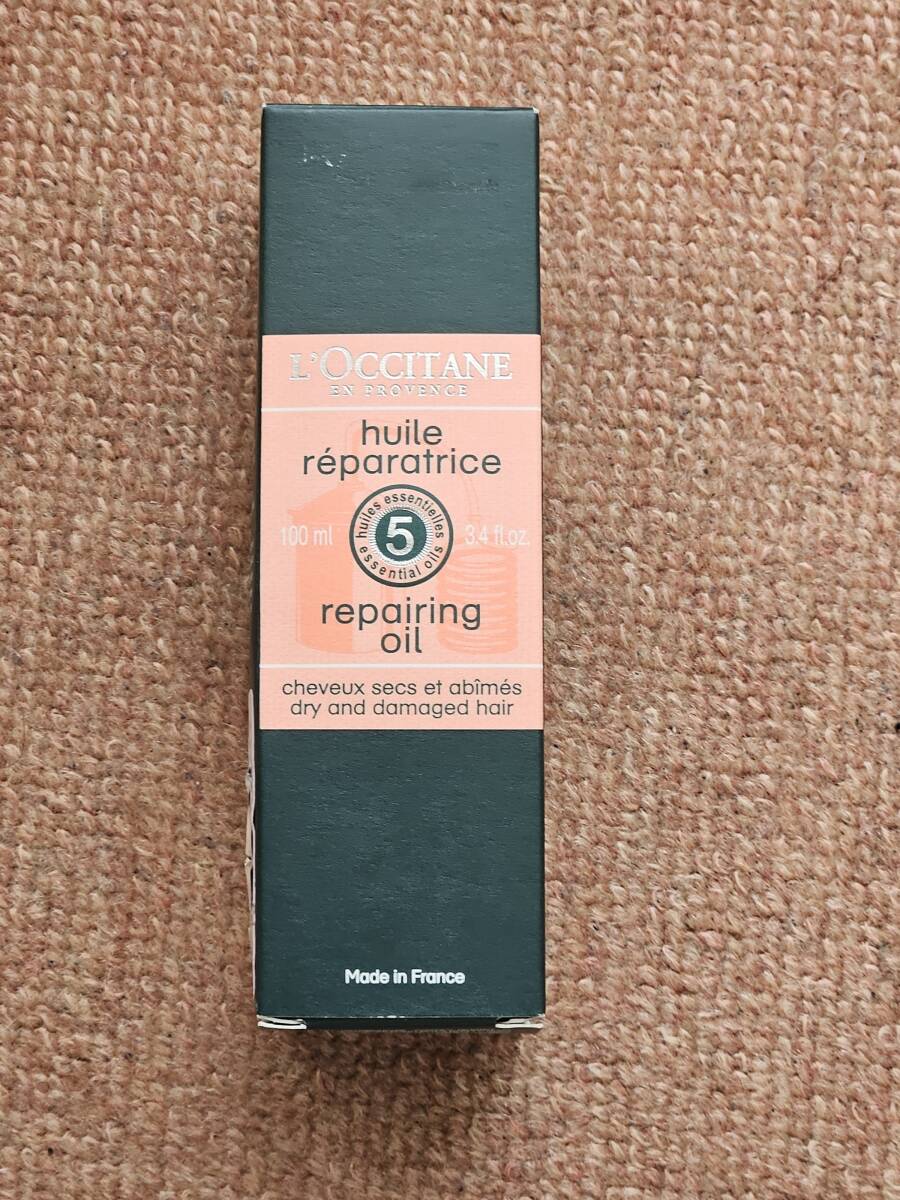 L'OCCITANE
EN PROVENCE
huile
réparatrice
100 ml
huiles essentielles
5
essential oils
3.4 fl.oz.
repairing
oil
cheveux secs et abîmés
dry and damaged hair
Made in France